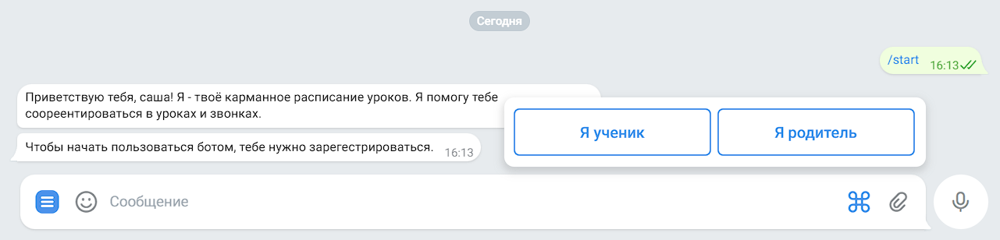 Сегодня
/start 16:13
Приветствую тебя, саша! Я - твоё карманное расписание уроков. Я помогу тебе
соореентироваться в уроках и звонках.
Чтобы начать пользоваться ботом, тебе нужно зарегестрироваться. 16:13
Я ученик Я родитель
Сообщение